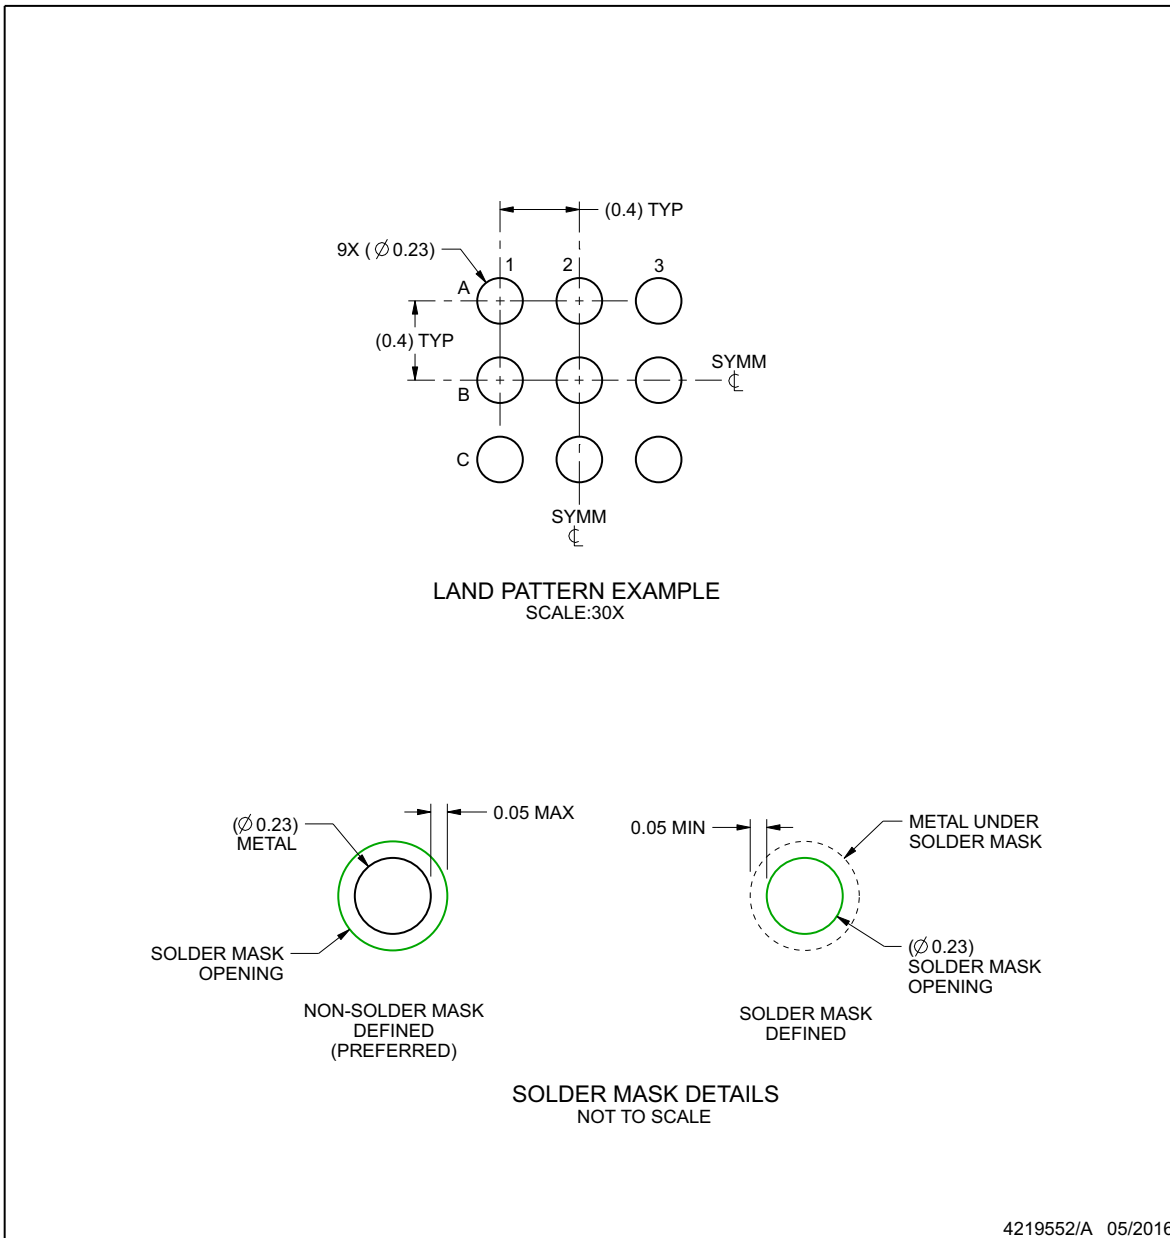 (0.4) TYP
9X (∅0.23)
1 2 3
A
(0.4) TYP
SYMM
℄
B
C
SYMM
℄
LAND PATTERN EXAMPLE
SCALE:30X
(∅0.23)
METAL
0.05 MAX
SOLDER MASK
OPENING
NON-SOLDER MASK
DEFINED
(PREFERRED)
0.05 MIN
METAL UNDER
SOLDER MASK
(∅0.23)
SOLDER MASK
OPENING
SOLDER MASK
DEFINED
SOLDER MASK DETAILS
NOT TO SCALE
4219552/A 05/2016